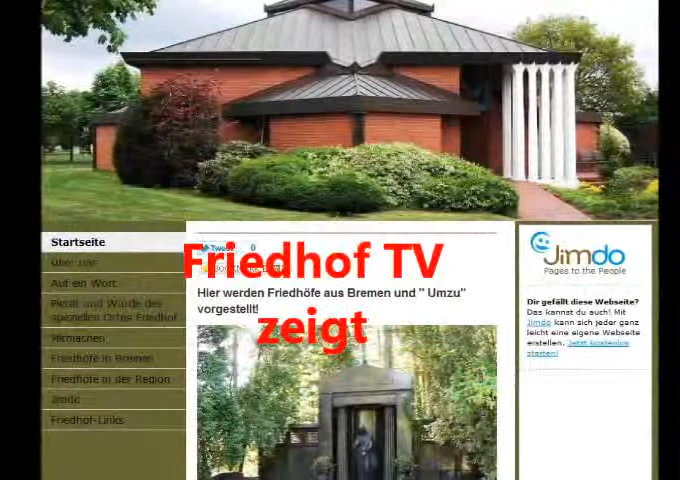 Startseite
Über uns
Auf ein Wort
Pietät und Würde des
speziellen Ortes Friedhof
Mitmachen
Friedhöfe in Bremen
Friedhöfe in der Region
Jimdo
Friedhof-Links
Tweet 0
Friedhof TV
Hier werden Friedhöfe aus Bremen und " Umzu"
vorgestellt!
zeigt
Jimdo
Pages to the People
Dir gefällt diese Webseite?
Das kannst du auch! Mit
Jimdo kann sich jeder ganz
leicht eine eigene Webseite
erstellen. Jetzt kostenlos
starten!